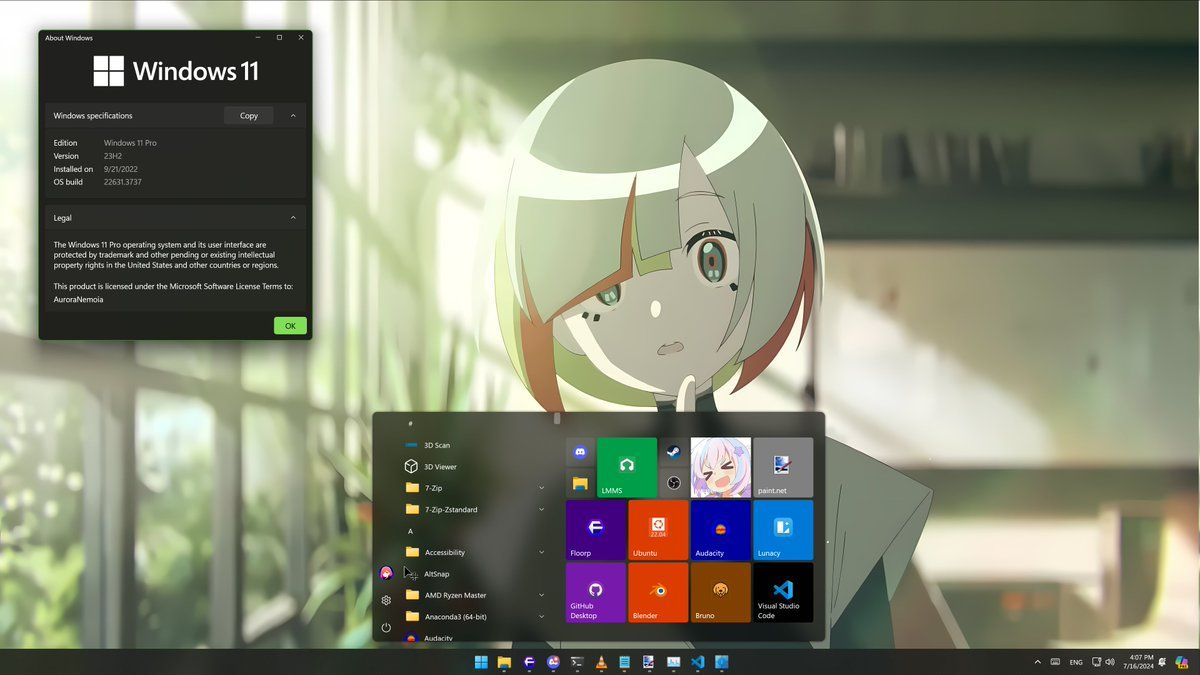 About Windows
Windows 11
Windows specifications
Copy
Edition Windows 11 Pro
Version 23H2
Installed on 9/21/2022
OS build 22631.3737
Legal
The Windows 11 Pro operating system and its user interface are
protected by trademark and other pending or existing intellectual
property rights in the United States and other countries or regions.
This product is licensed under the Microsoft Software License Terms to:
AuroraNemoia
OK
#
3D Scan
3D Viewer
7-Zip
7-Zip-Zstandard
A
Accessibility
AltSnap
AMD Ryzen Master
Anaconda3 (64-bit)
Audacity
LMMS
paint.net
Floorp
22.04
Ubuntu
Audacity
Lunacy
GitHub
Desktop
Blender
Bruno
Visual Studio
Code
ENG
4:07 PM
7/16/2024